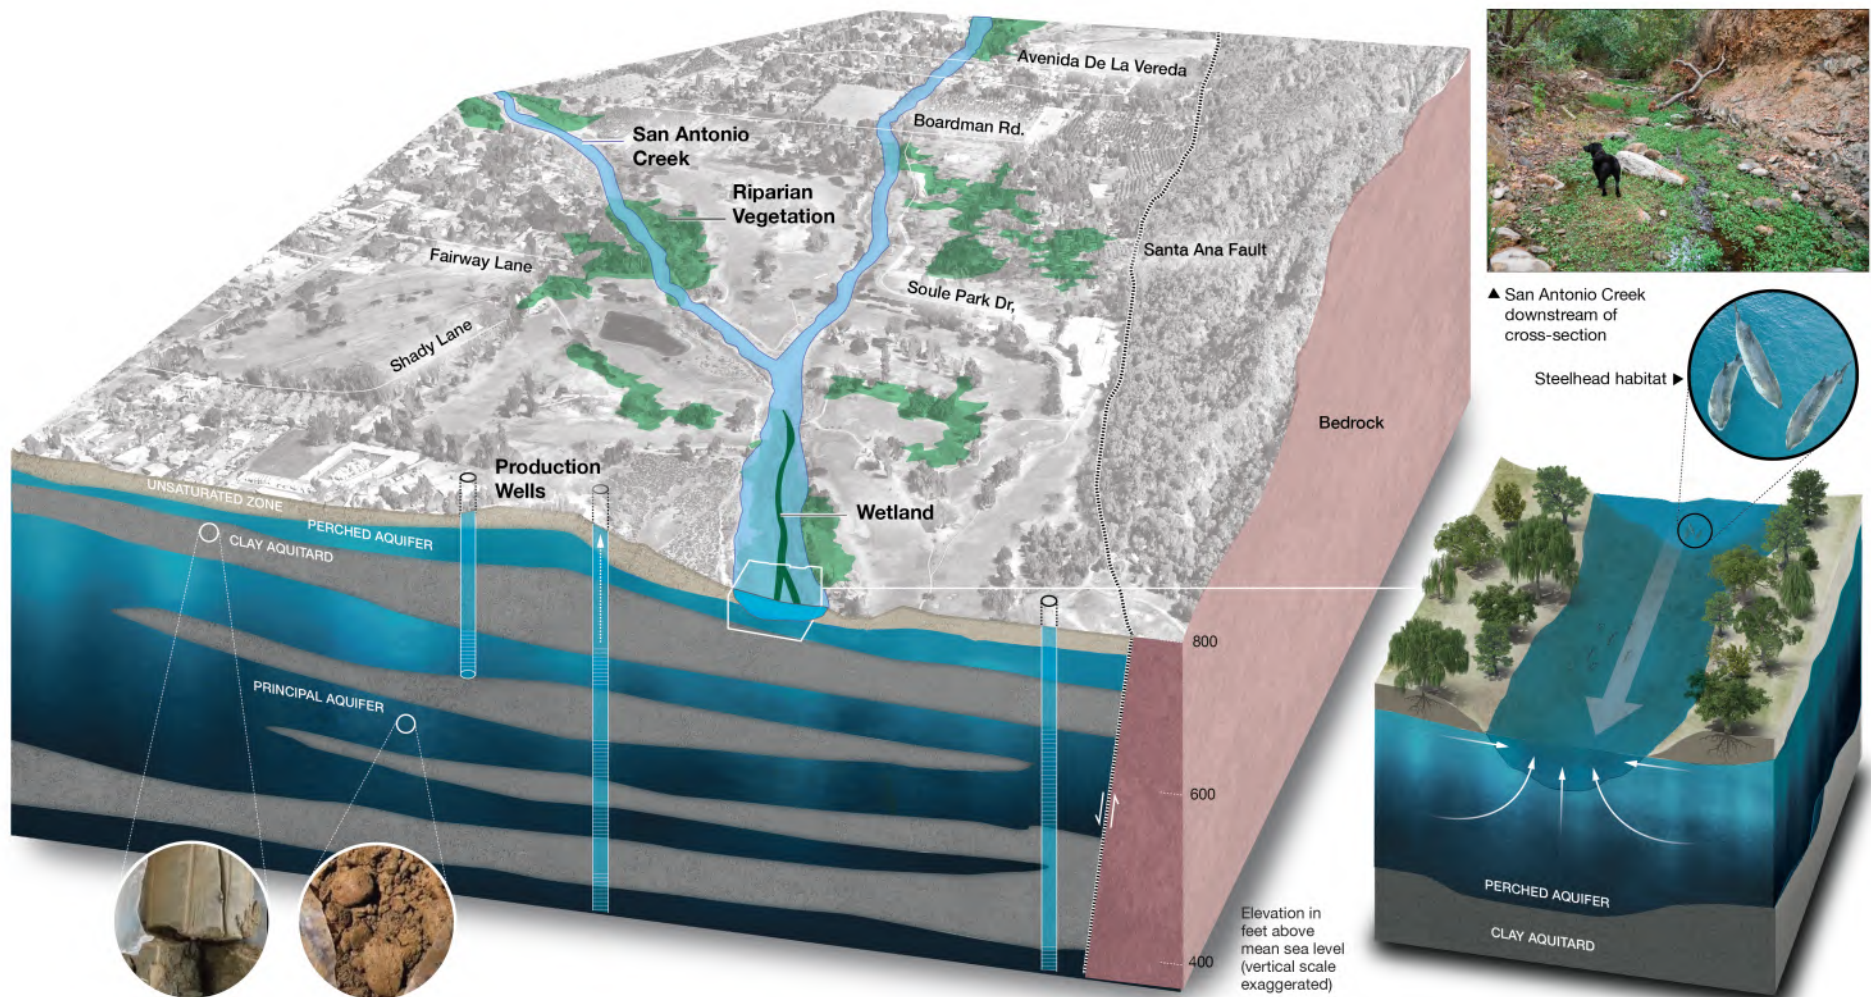 Avenida De La Vereda
Boardman Rd.
San Antonio
Creek
Riparian
Vegetation
Fairway Lane
Santa Ana Fault
Soule Park Dr,
Shady Lane
Bedrock
Production
Wells
Wetland
UNSATURATED ZONE
PERCHED AQUIFER
CLAY AQUITARD
PRINCIPAL AQUIFER
800
600
400
Elevation in
feet above
mean sea level
(vertical scale
exaggerated)
▲ San Antonio Creek
downstream of
cross-section
Steelhead habitat ▶
PERCHED AQUIFER
CLAY AQUITARD